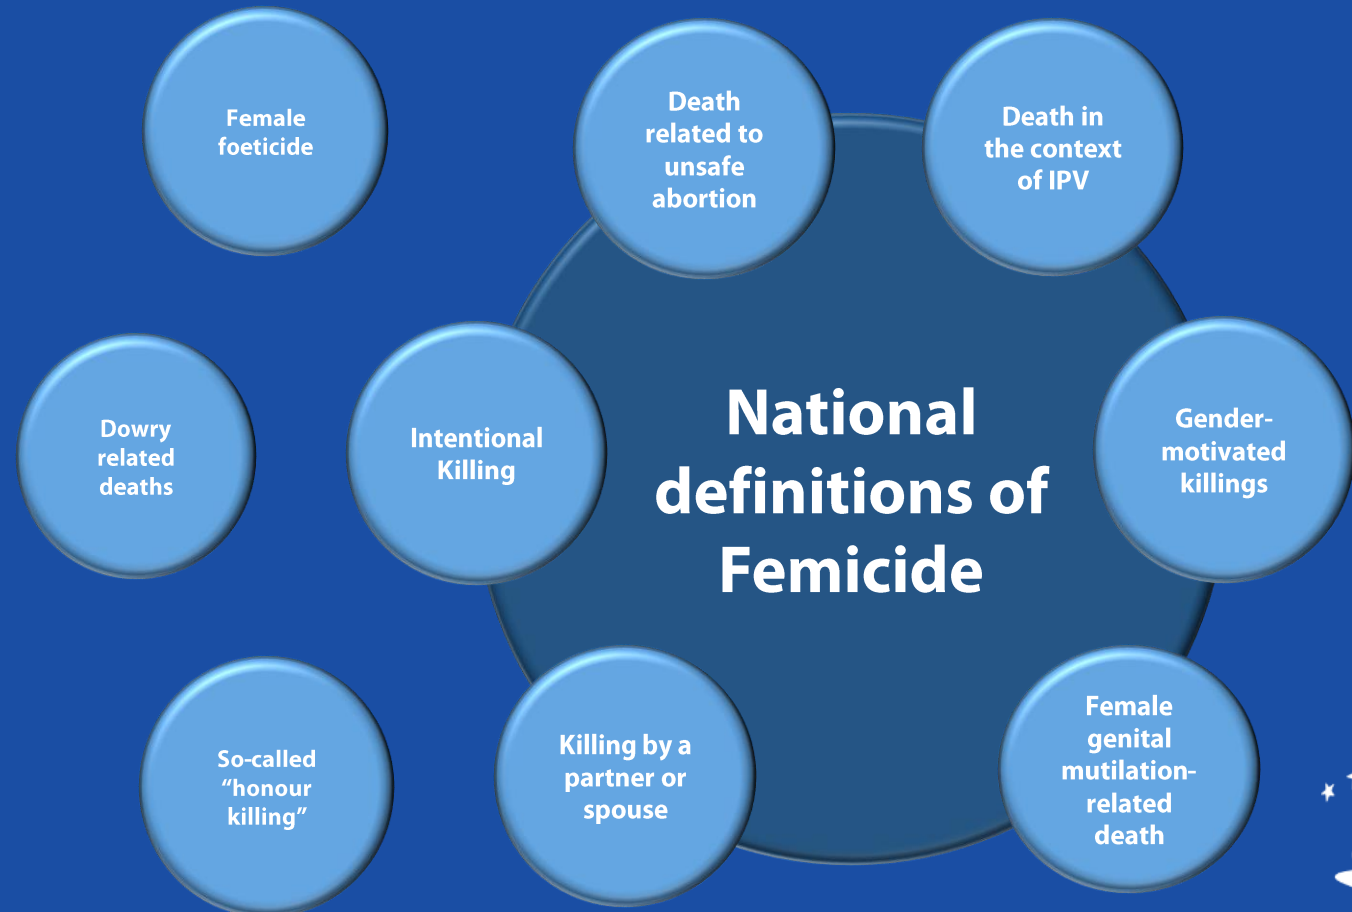 Female
foeticide
Death
related to
unsafe
abortion
Death in
the context
of IPV
Dowry
related
deaths
Intentional
Killing
National
definitions of
Femicide
Gender-
motivated
killings
So-called
“honour
killing”
Killing by a
partner or
spouse
Female
genital
mutilation-
related
death